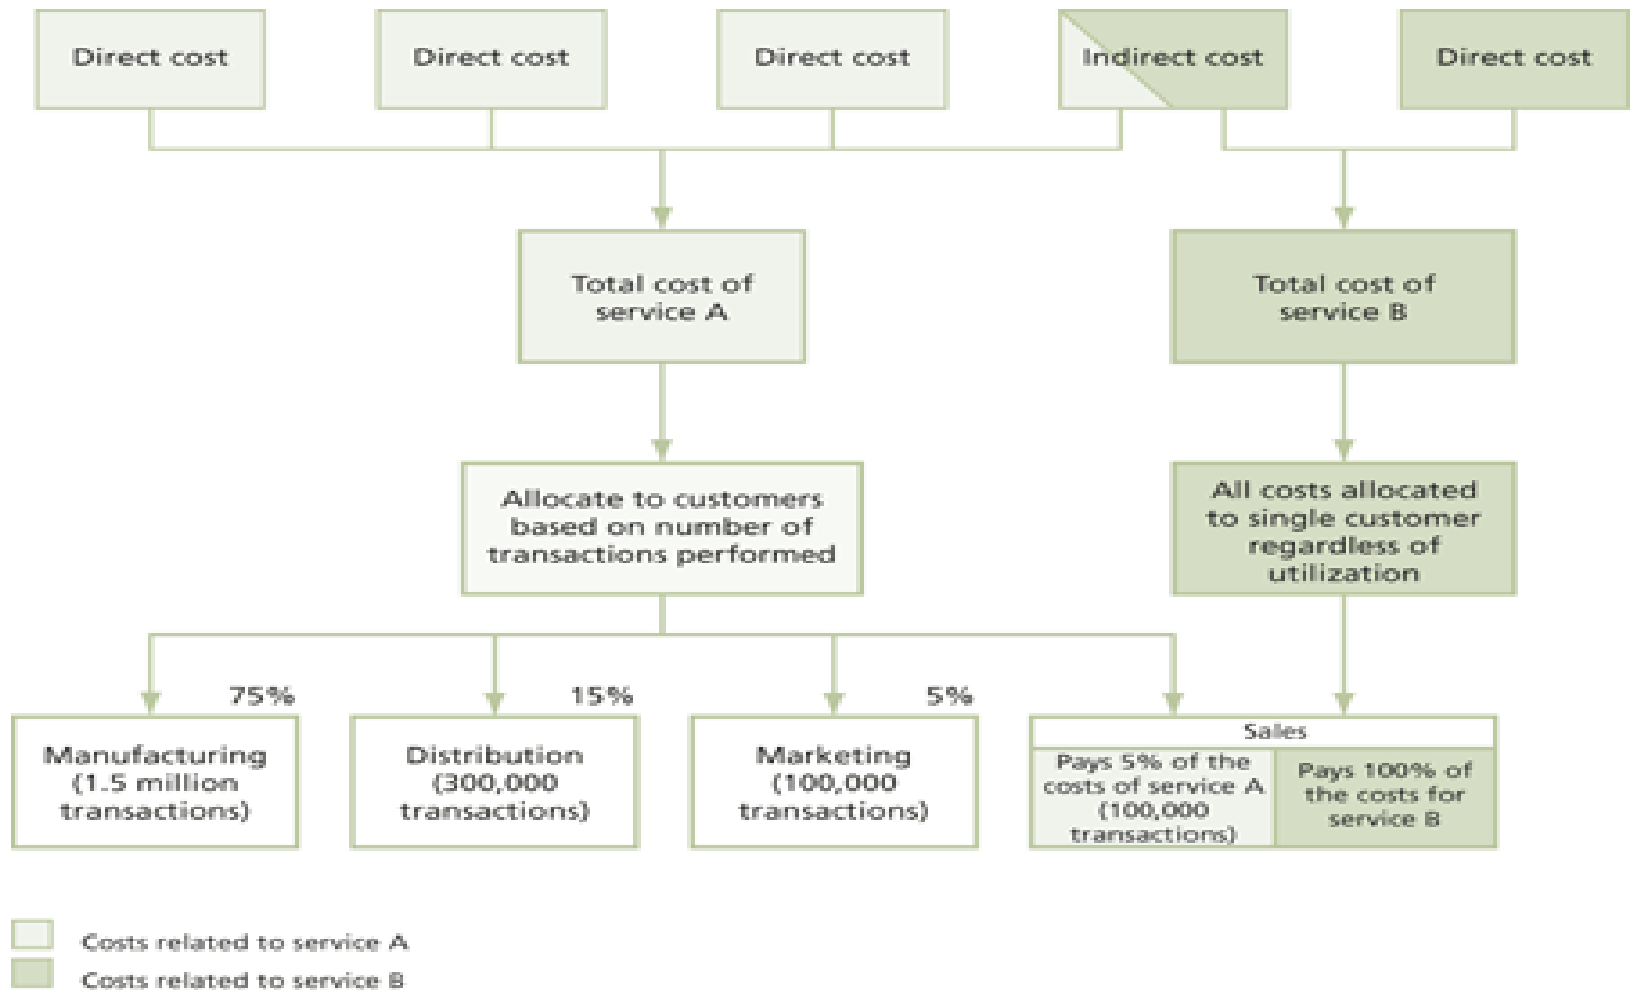 Direct cost
Direct cost
Direct cost
Indirect cost
Direct cost
Total cost of
service A
Total cost of
service B
Allocate to customers
based on number of
transactions performed
All costs allocated
to single customer
regardless of
utilization
75%
15%
5%
Manufacturing
(1.5 million
transactions)
Distribution
(300,000
transactions)
Marketing
(100,000
transactions)
Sales
Pays 5% of the
costs of service A
(100,000
transactions)
Pays 100% of
the costs for
service B
Costs related to service A
Costs related to service B